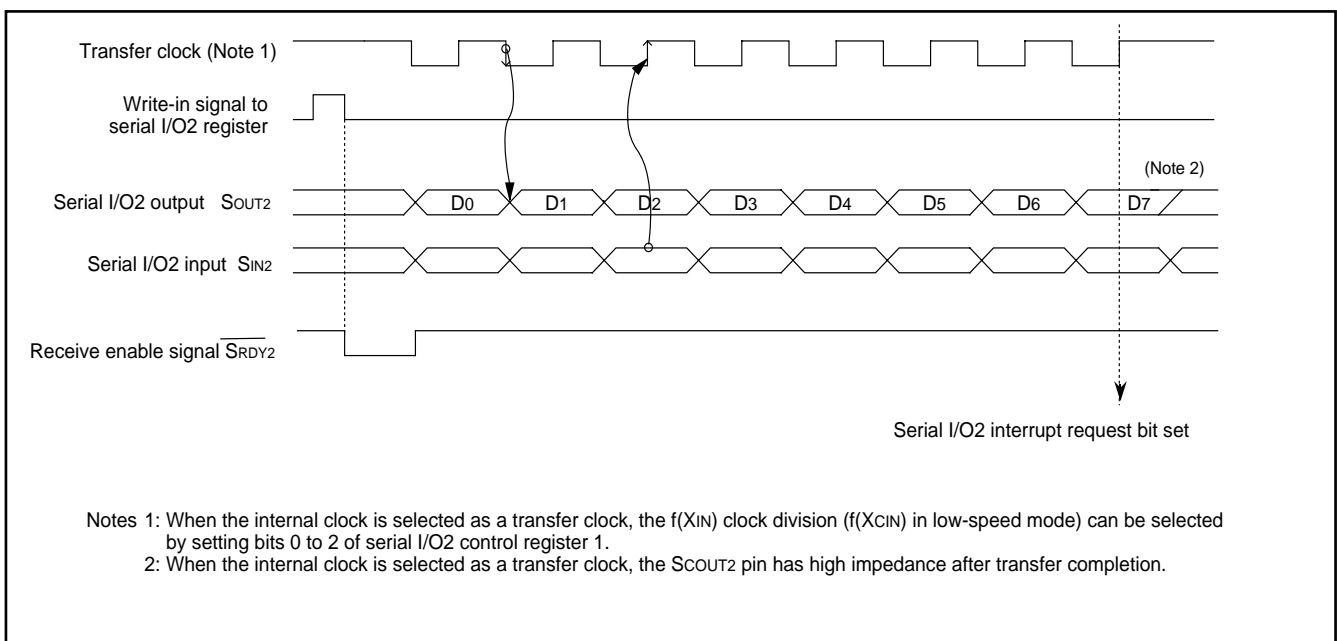 Transfer clock (Note 1)
Write-in signal to
serial I/O2 register
(Note 2)
Serial I/O2 output SOUT2
D0 D1 D2 D3 D4 D5 D6 D7
Serial I/O2 input SIN2
Receive enable signal SRDY2
Serial I/O2 interrupt request bit set
Notes 1: When the internal clock is selected as a transfer clock, the f(XIN) clock division (f(XCIN) in low-speed mode) can be selected
by setting bits 0 to 2 of serial I/O2 control register 1.
2: When the internal clock is selected as a transfer clock, the SCOUT2 pin has high impedance after transfer completion.